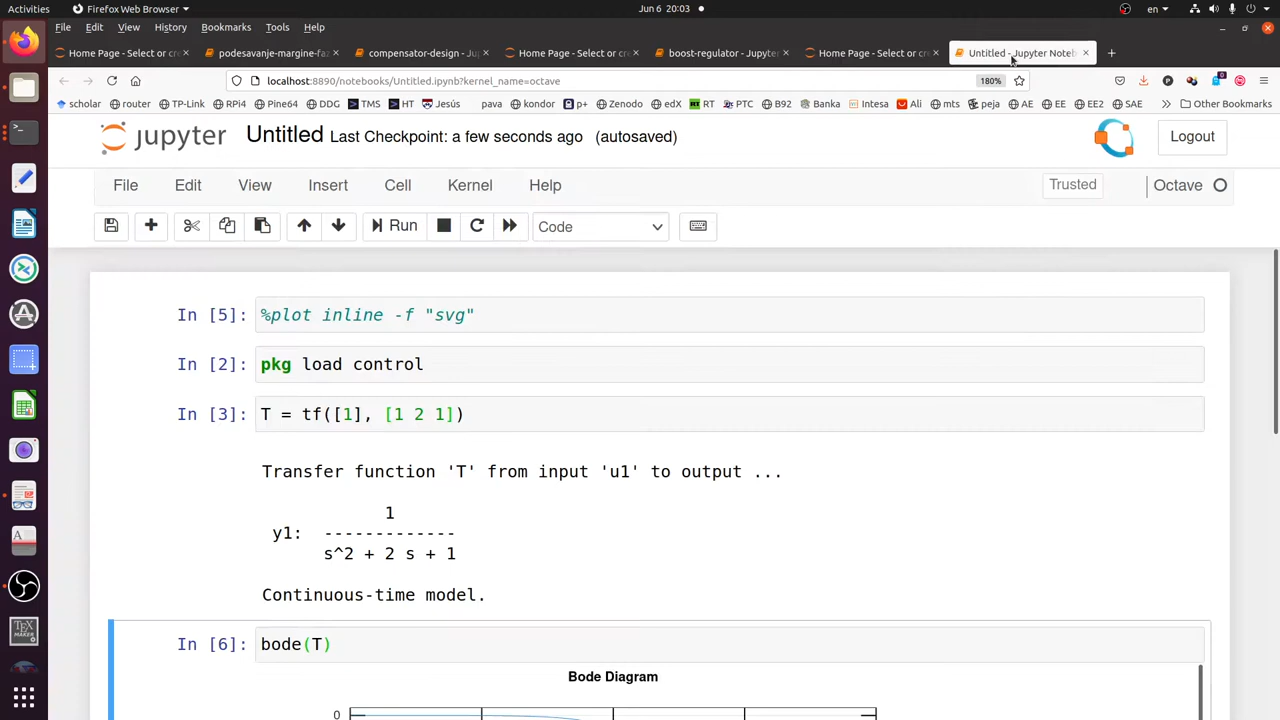 Activities Firefox Web Browser Jun 6 20:03 en
File Edit View History Bookmarks Tools Help
Home Page - Select or cre podesavanje-margine-faz compensator-design - Ju Home Page - Select or cre boost-regulator - Jupyter Home Page - Select or cre Untitled - Jupyter Noteb
localhost:8890/notebooks/Untitled.ipynb?kernel_name=octave 180%
scholar router TP-Link RPi4 Pine64 DDG TMS HT Jesús pava kondor p+ Zenodo edX RT PTC B92 Banka Intesa Ali mts peja AE EE EE2 SAE Other Bookmarks
jupyter Untitled Last Checkpoint: a few seconds ago (autosaved) Logout
File Edit View Insert Cell Kernel Help Trusted Octave
Run Code
In [5]: %plot inline -f "svg"
In [2]: pkg load control
In [3]: T = tf([1], [1 2 1])
Transfer function 'T' from input 'u1' to output ...
1
y1: -------------
s^2 + 2 s + 1
Continuous-time model.
In [6]: bode(T)
Bode Diagram
0